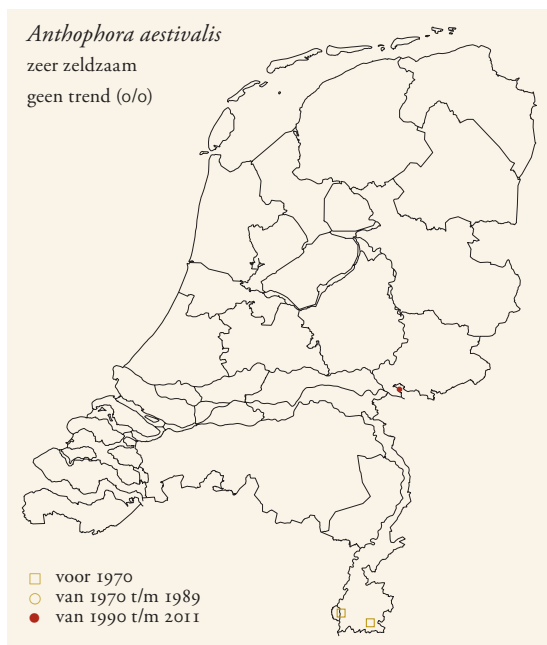 Anthophora aestivalis
zeer zeldzaam
geen trend (0/0)
voor 1970
van 1970 t/m 1989
van 1990 t/m 2011